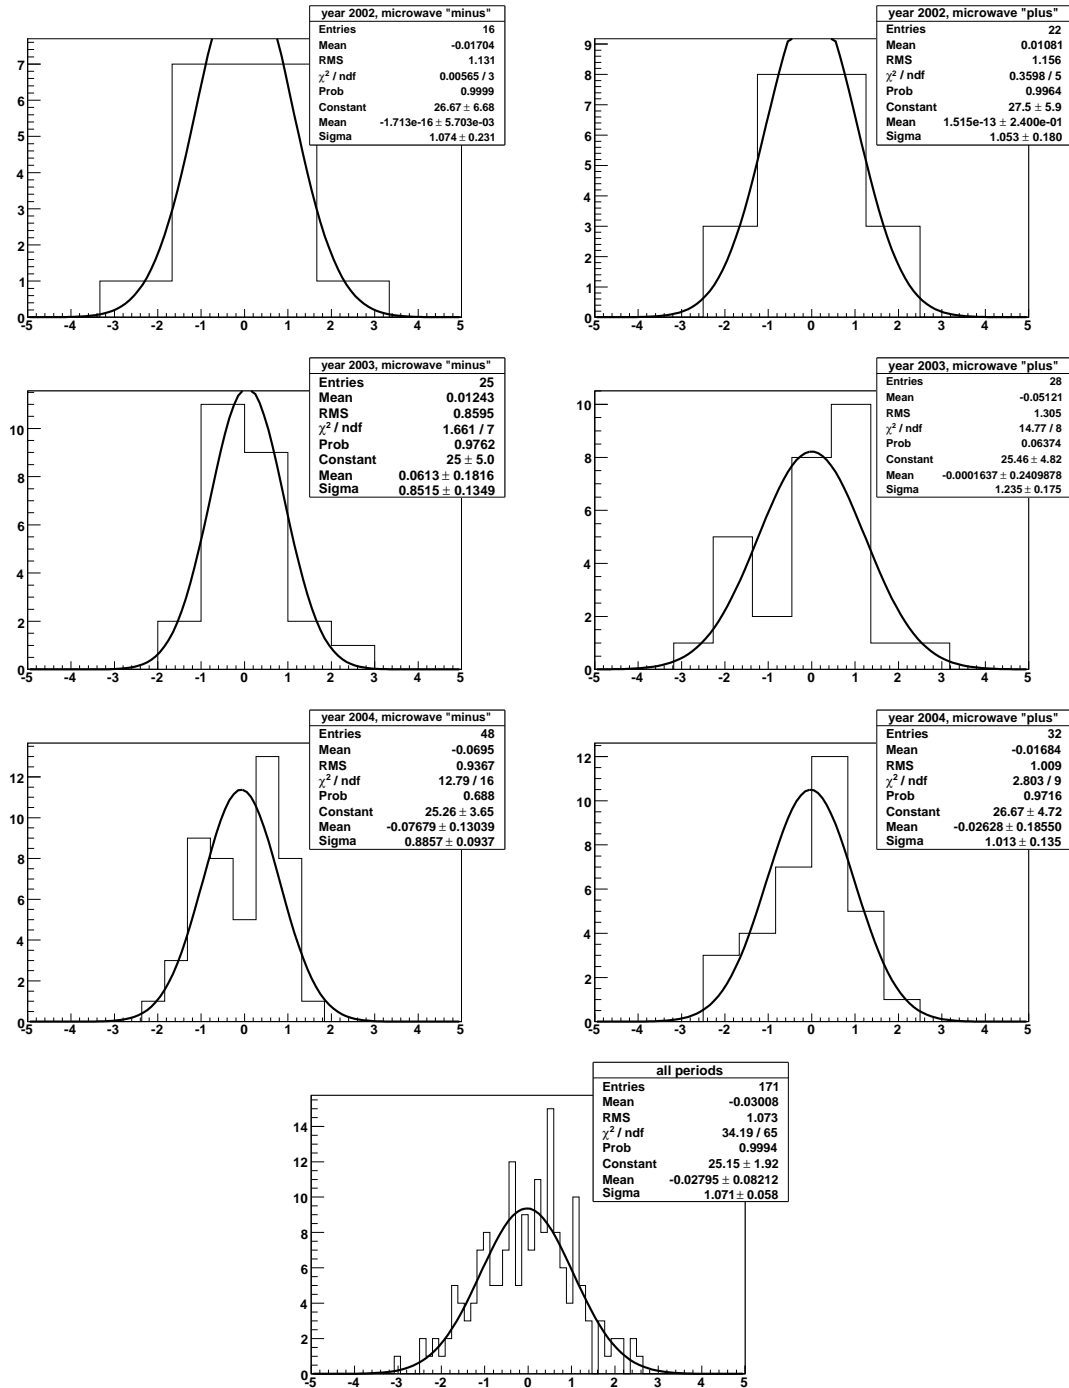 year 2002, microwave "minus"
Entries 16
Mean -0.01704
RMS 1.131
χ² / ndf 0.00565 / 3
Prob 0.9999
Constant 26.67 ± 6.68
Mean -1.713e-16 ± 5.703e-03
Sigma 1.074 ± 0.231
7
6
5
4
3
2
1
0
-5 -4 -3 -2 -1 0 1 2 3 4 5
year 2002, microwave "plus"
Entries 22
Mean 0.01081
RMS 1.156
χ² / ndf 0.3598 / 5
Prob 0.9964
Constant 27.5 ± 5.9
Mean 1.515e-13 ± 2.400e-01
Sigma 1.053 ± 0.180
9
8
7
6
5
4
3
2
1
0
-5 -4 -3 -2 -1 0 1 2 3 4 5
year 2003, microwave "minus"
Entries 25
Mean 0.01243
RMS 0.8595
χ² / ndf 1.661 / 7
Prob 0.9762
Constant 25 ± 5.0
Mean 0.0613 ± 0.1816
Sigma 0.8515 ± 0.1349
10
8
6
4
2
0
-5 -4 -3 -2 -1 0 1 2 3 4 5
year 2003, microwave "plus"
Entries 28
Mean -0.05121
RMS 1.305
χ² / ndf 14.77 / 8
Prob 0.06374
Constant 25.46 ± 4.82
Mean -0.0001637 ± 0.2409878
Sigma 1.235 ± 0.175
10
8
6
4
2
0
-5 -4 -3 -2 -1 0 1 2 3 4 5
year 2004, microwave "minus"
Entries 48
Mean -0.0695
RMS 0.9367
χ² / ndf 12.79 / 16
Prob 0.688
Constant 25.26 ± 3.65
Mean -0.07679 ± 0.13039
Sigma 0.8857 ± 0.0937
12
10
8
6
4
2
0
-5 -4 -3 -2 -1 0 1 2 3 4 5
year 2004, microwave "plus"
Entries 32
Mean -0.01684
RMS 1.009
χ² / ndf 2.803 / 9
Prob 0.9716
Constant 26.67 ± 4.72
Mean -0.02628 ± 0.18550
Sigma 1.013 ± 0.135
12
10
8
6
4
2
0
-5 -4 -3 -2 -1 0 1 2 3 4 5
all periods
Entries 171
Mean -0.03008
RMS 1.073
χ² / ndf 34.19 / 65
Prob 0.9994
Constant 25.15 ± 1.92
Mean -0.02795 ± 0.08212
Sigma 1.071 ± 0.058
14
12
10
8
6
4
2
0
-5 -4 -3 -2 -1 0 1 2 3 4 5